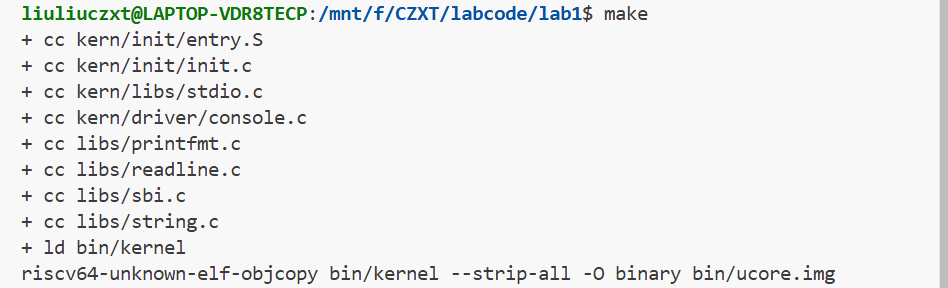 liuliuczxt@LAPTOP-VDR8TECP:/mnt/f/CZXT/labcode/lab1$ make
+ cc kern/init/entry.S
+ cc kern/init/init.c
+ cc kern/libs/stdio.c
+ cc kern/driver/console.c
+ cc libs/printfmt.c
+ cc libs/readline.c
+ cc libs/sbi.c
+ cc libs/string.c
+ ld bin/kernel
riscv64-unknown-elf-objcopy bin/kernel --strip-all -O binary bin/ucore.img